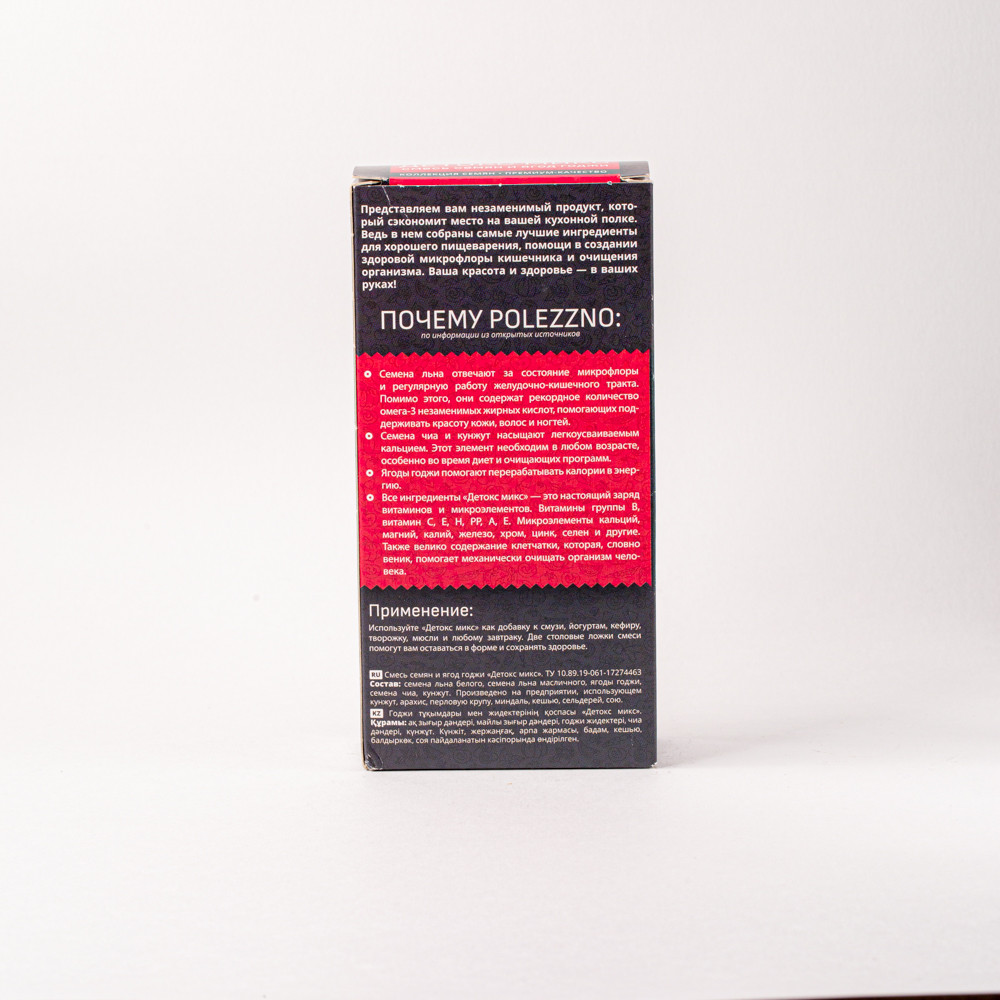 СМЕСЬ СЕМЯН И ЯГОД ГОДЖИ
КОЛЛЕКЦИЯ СЕМЯН • ПРЕМИУМ-КАЧЕСТВО
Представляем вам незаменимый продукт, кото-
рый сэкономит место на вашей кухонной полке.
Ведь в нем собраны самые лучшие ингредиенты
для хорошего пищеварения, помощи в создании
здоровой микрофлоры кишечника и очищения
организма. Ваша красота и здоровье — в ваших
руках!
ПОЧЕМУ POLEZZNO:
по информации из открытых источников
Семена льна отвечают за состояние микрофлоры
и регулярную работу желудочно-кишечного тракта.
Помимо этого, они содержат рекордное количество
омега-3 незаменимых жирных кислот, помогающих под-
держивать красоту кожи, волос и ногтей.
Семена чиа и кунжут насыщают легкоусваиваемым
кальцием. Этот элемент необходим в любом возрасте,
особенно во время диет и очищающих программ.
Ягоды годжи помогают перерабатывать калории в энер-
гию.
Все ингредиенты «Детокс микс» — это настоящий заряд
витаминов и микроэлементов. Витамины группы B,
витамин C, E, H, PP, A, E. Микроэлементы кальций,
магний, калий, железо, хром, цинк, селен и другие.
Также велико содержание клетчатки, которая, словно
веник, помогает механически очищать организм чело-
века.
Применение:
Используйте «Детокс микс» как добавку к смузи, йогуртам, кефиру,
творожку, мюсли и любому завтраку. Две столовые ложки смеси
помогут вам оставаться в форме и сохранять здоровье.
RU Смесь семян и ягод годжи «Детокс микс». ТУ 10.89.19-061-17274463
Состав: семена льна белого, семена льна масличного, ягоды годжи,
семена чиа, кунжут. Произведено на предприятии, использующем
кунжут, арахис, перловую крупу, миндаль, кешью, сельдерей, сою.
KZ Годжи тұқымдары мен жидектерінің қоспасы «Детокс микс».
Құрамы: ақ зығыр дәндері, майлы зығыр дәндері, годжи жидектері, чиа
дәндері, күнжұт. Күнжіт, жержаңғақ, арпа жармасы, бадам, кешью,
балдыркөк, соя пайдаланатын кәсіпорында өндірілген.